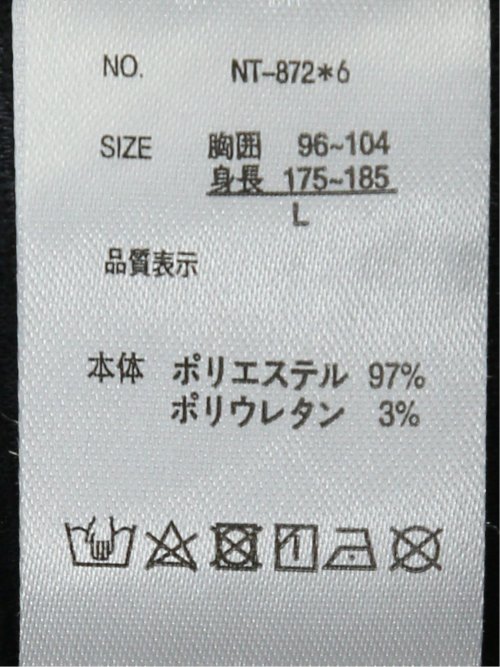 NO. NT-872*6
SIZE 胸囲 96~104
身長 175~185
L
品質表示
本体 ポリエステル 97%
ポリウレタン 3%